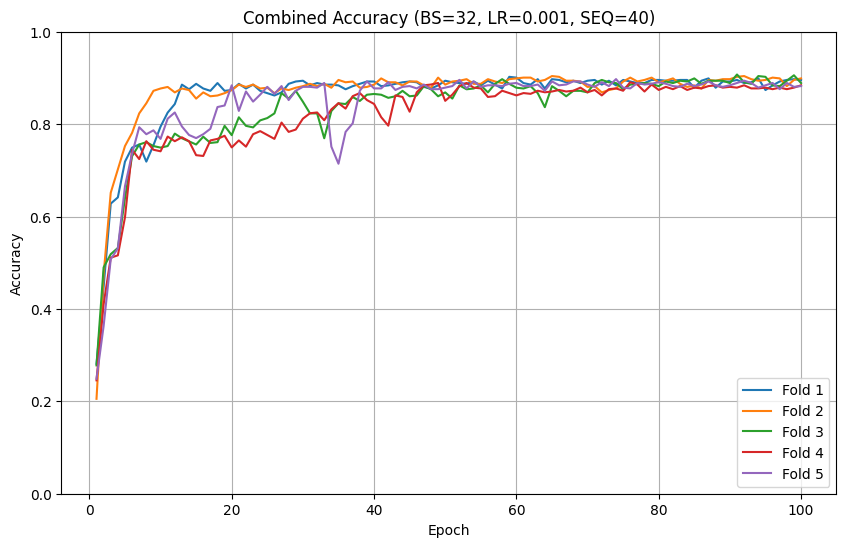 Combined Accuracy (BS=32, LR=0.001, SEQ=40)
1.0
0.8
0.6
0.4
0.2
0.0
Accuracy
0 20 40 60 80 100
Epoch
Fold 1
Fold 2
Fold 3
Fold 4
Fold 5